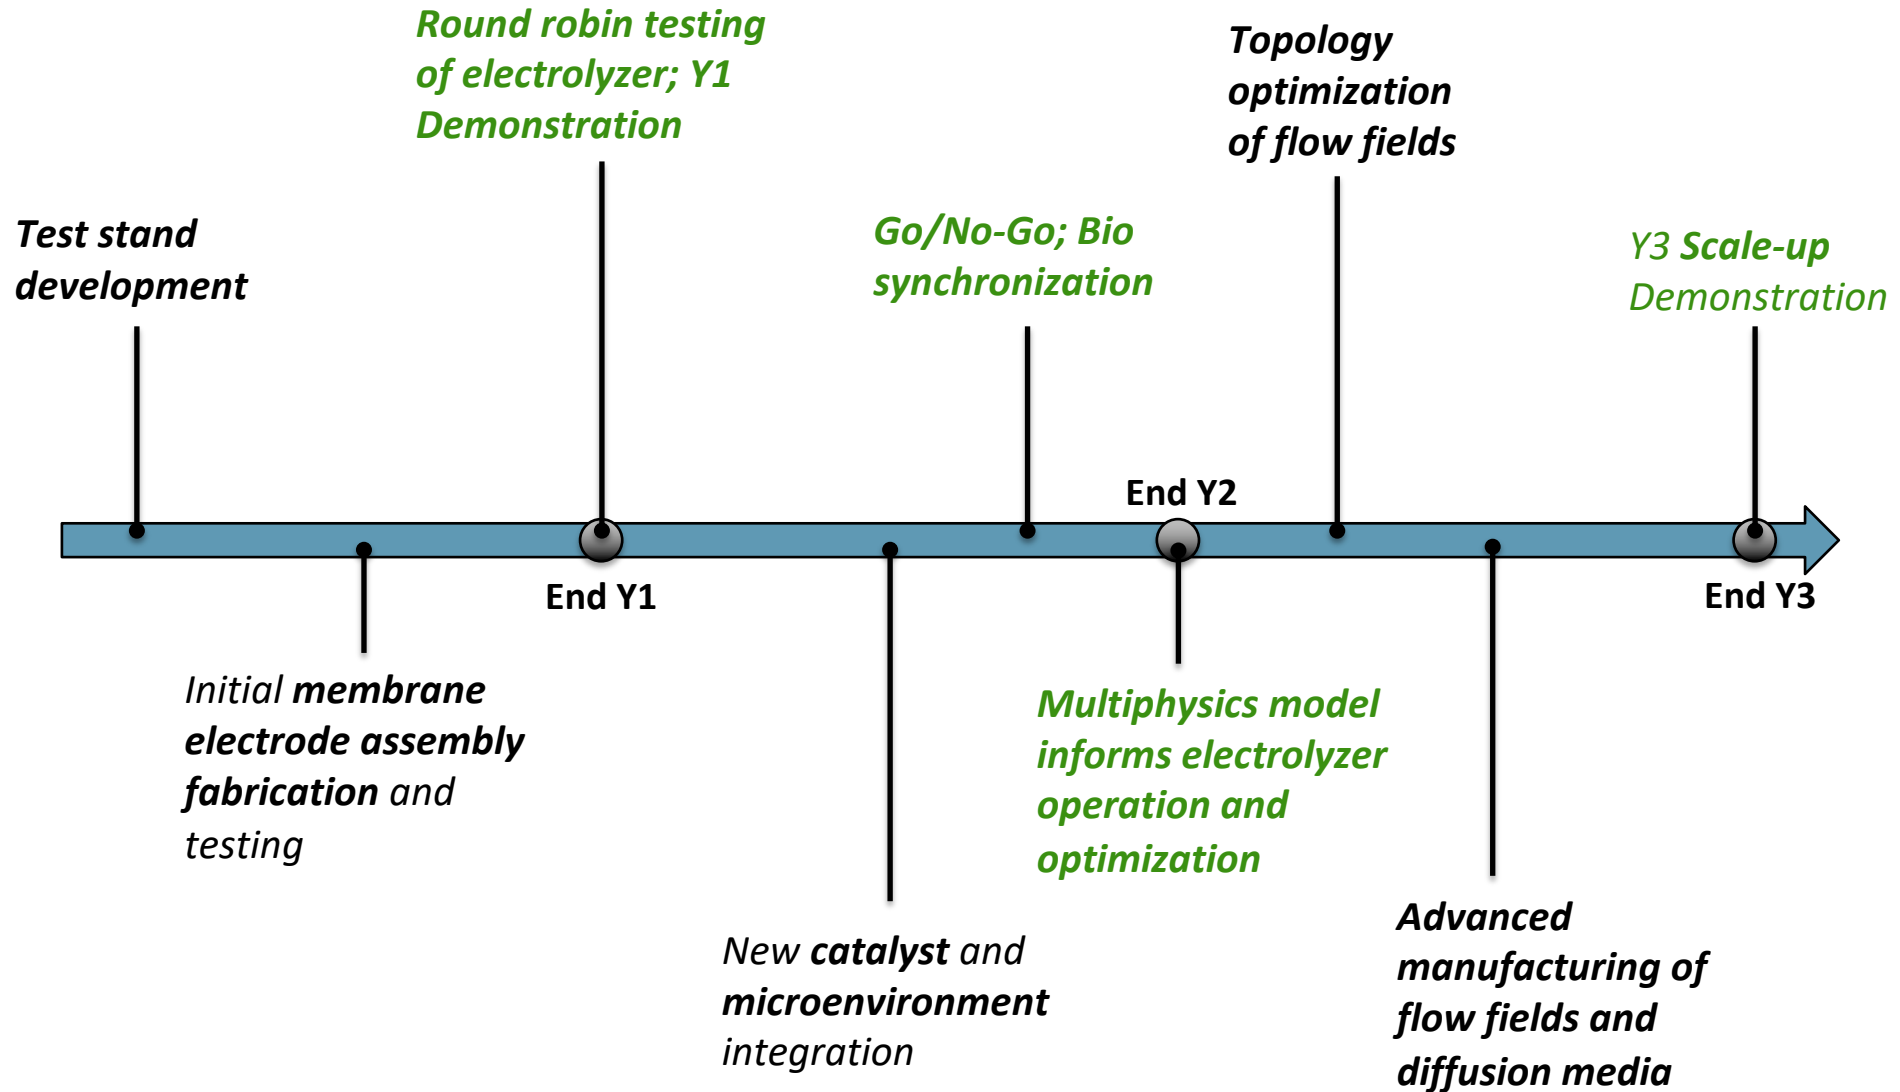 Round robin testing
of electrolyzer; Y1
Demonstration
Topology
optimization
of flow fields
Test stand
development
Go/No-Go; Bio
synchronization
Y3 Scale-up
Demonstration
End Y2
End Y1
End Y3
Initial membrane
electrode assembly
fabrication and
testing
Multiphysics model
informs electrolyzer
operation and
optimization
New catalyst and
microenvironment
integration
Advanced
manufacturing of
flow fields and
diffusion media